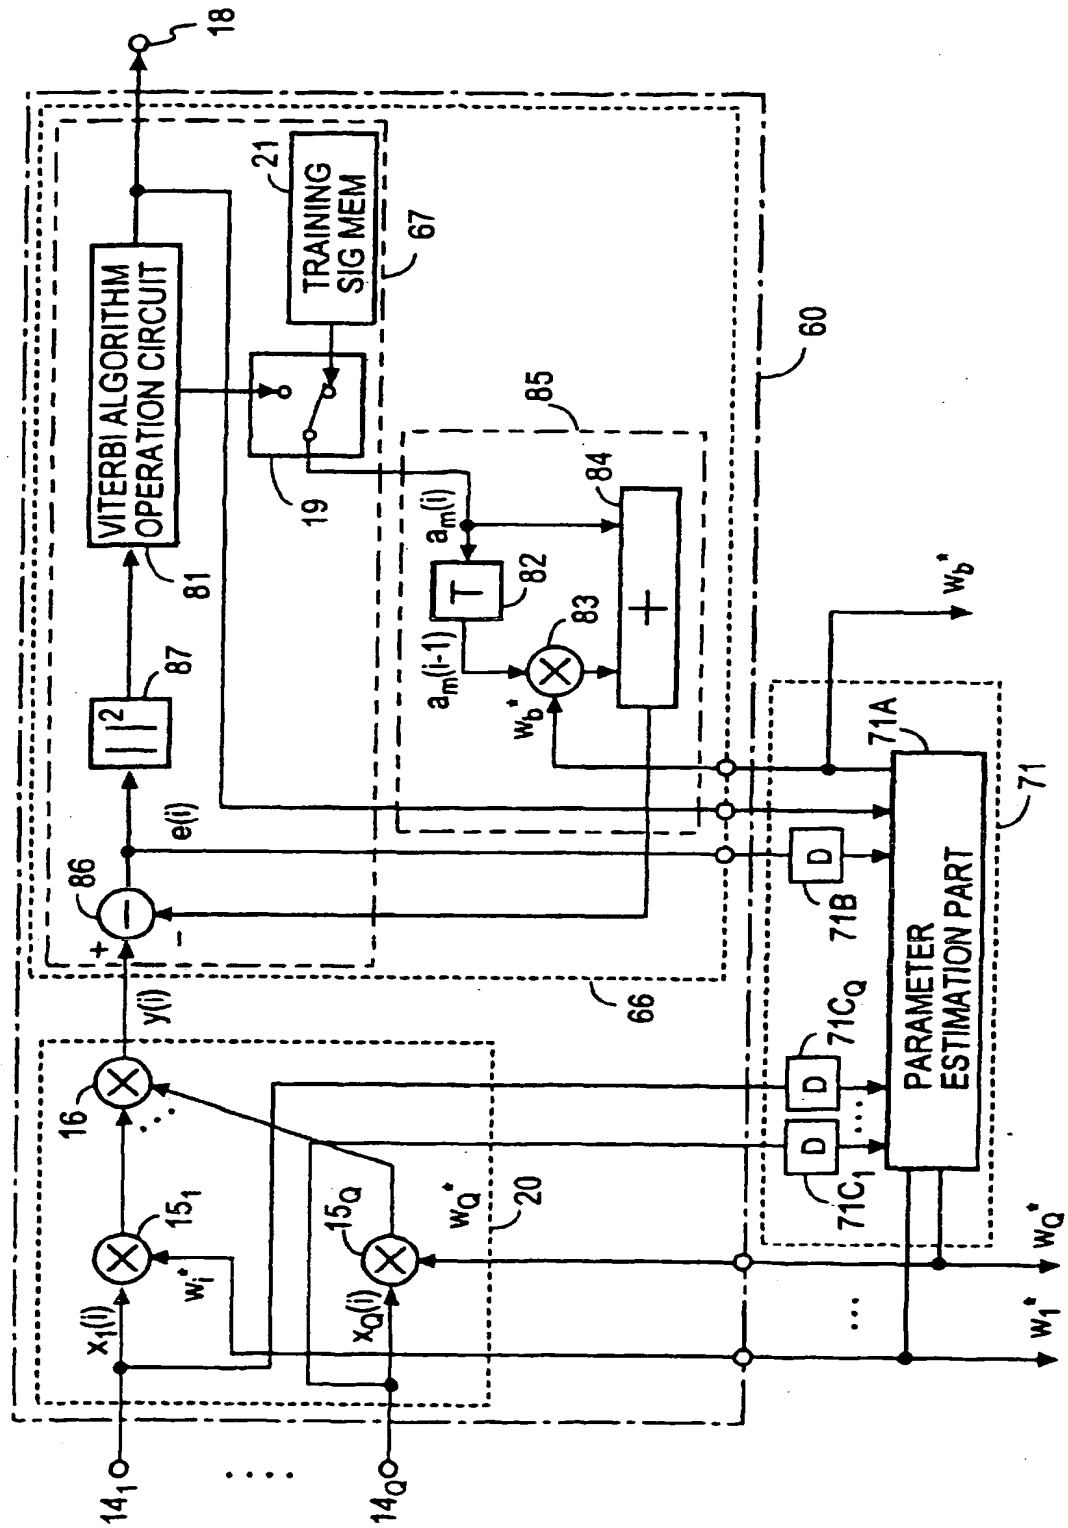 18
VITERBI ALGORITHM
OPERATION CIRCUIT
81
21
TRAINING
SIG MEM
67
19
| |²
87
e(i)
86
+
−
−
y(i)
66
60
85
84
a_m(i)
T
82
a_m(i-1)
83
×
w_b*
+
16
×
15_1
×
x_1(i)
w_i*
14_1
. . . .
15_Q
×
w_Q*
x_Q(i)
20
14_Q
w_b*
71A
71
D
71B
71C_Q
D
D
71C_1
PARAMETER
ESTIMATION PART
w_Q*
w_1*